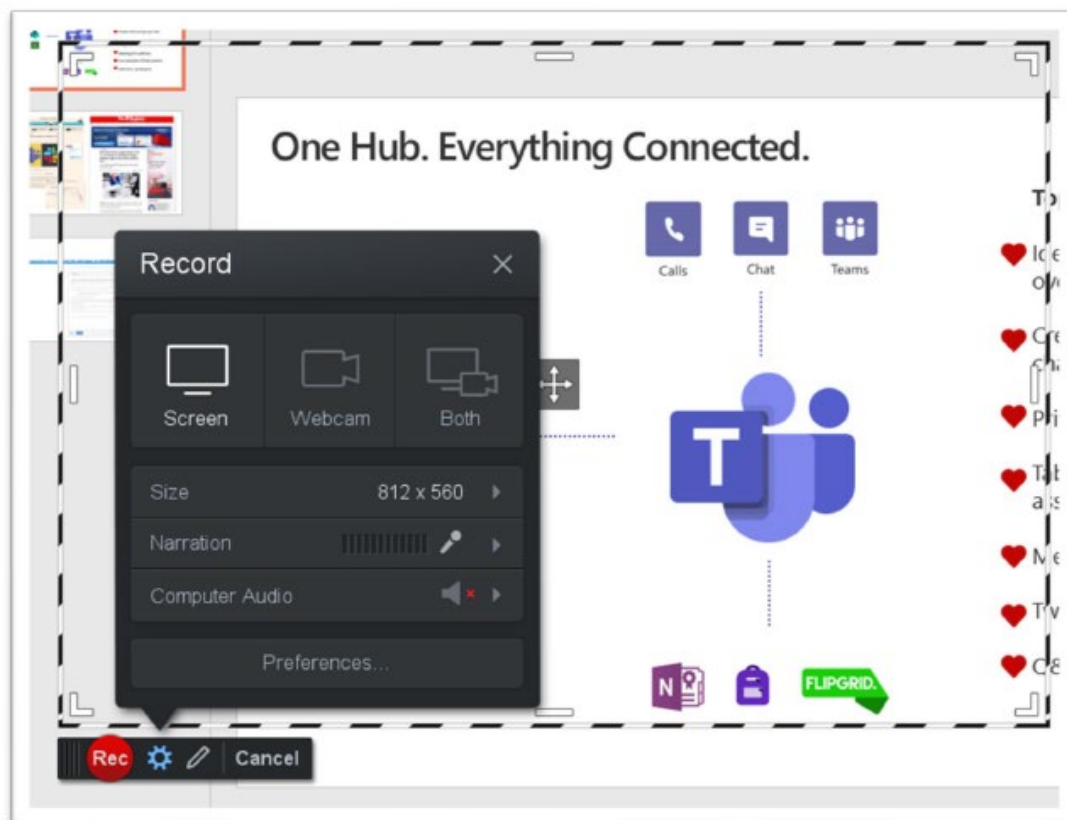 One Hub. Everything Connected.
Calls
Chat
Teams
T
N
FLIPGRID.
Record
Screen
Webcam
Both
Size
812 x 560
Narration
Computer Audio
Preferences...
Rec
Cancel